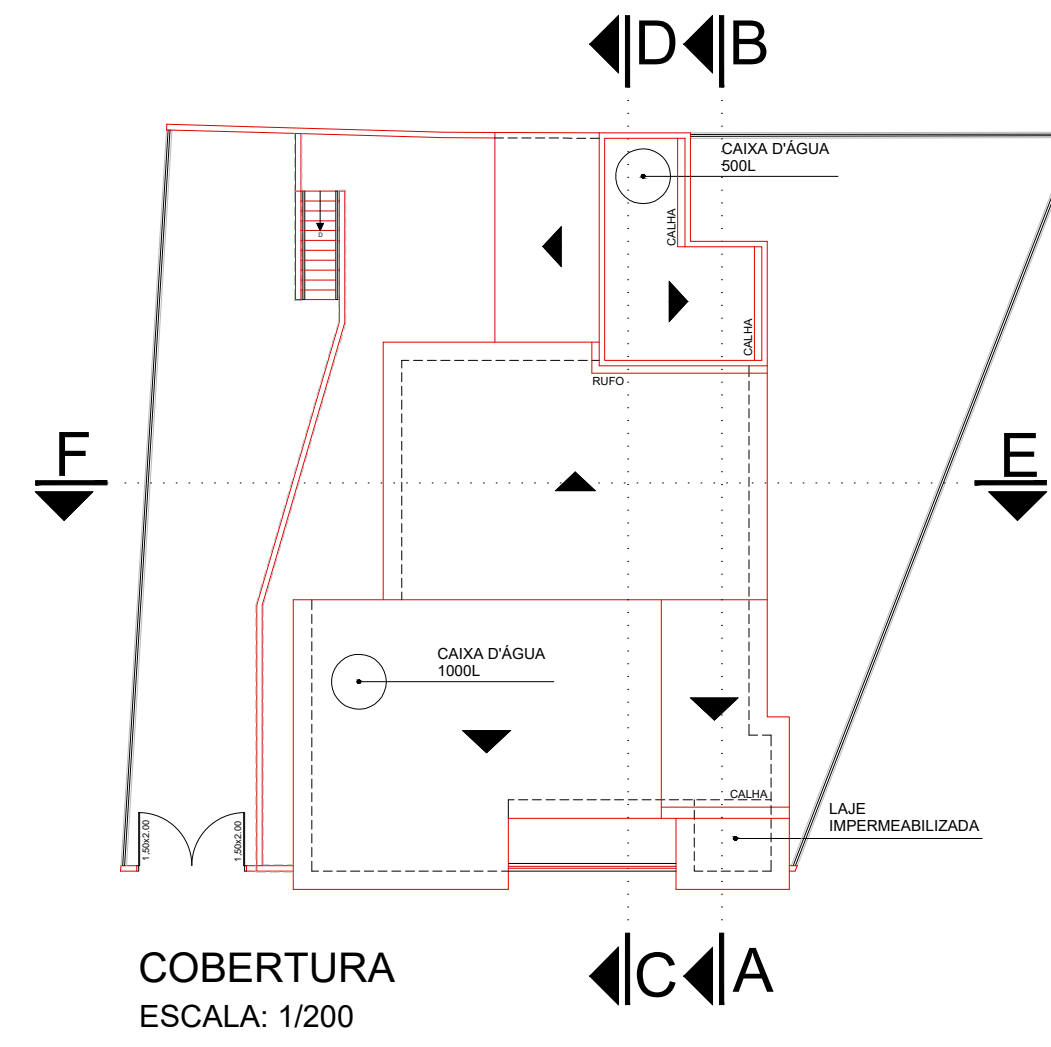 D
B
CAIXA D'ÁGUA
500L
CALHA
D
CALHA
RUFO
F
E
CAIXA D'ÁGUA
1000L
CALHA
LAJE
IMPERMEABILIZADA
1,50x2.00
1,50x2.00
C
A
COBERTURA
ESCALA: 1/200